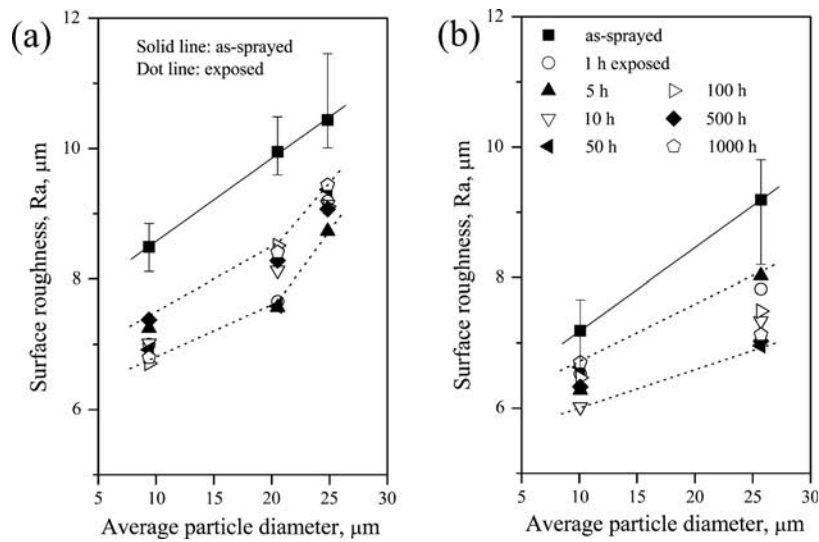 (a)
Solid line: as-sprayed
Dot line: exposed
12
10
8
6
5 10 15 20 25 30
Surface roughness, Ra, μm
Average particle diameter, μm
(b)
as-sprayed
1 h exposed
5 h
100 h
10 h
500 h
50 h
1000 h
12
10
8
6
5 10 15 20 25 30
Surface roughness, Ra, μm
Average particle diameter, μm